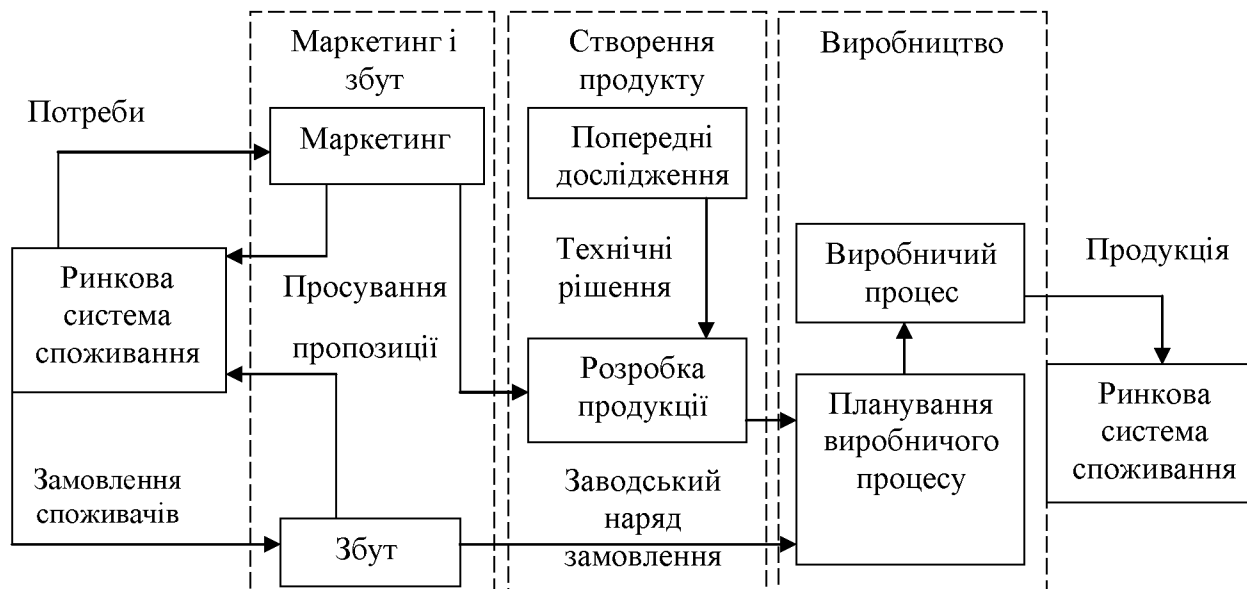 Маркетинг і
збут
Створення
продукту
Виробництво
Потреби
Маркетинг
Попередні
дослідження
Ринкова
система
споживання
Просування
пропозиції
Технічні
рішення
Виробничий
процес
Продукція
Розробка
продукції
Планування
виробничого
процесу
Ринкова
система
споживання
Замовлення
споживачів
Збут
Заводський
наряд
замовлення